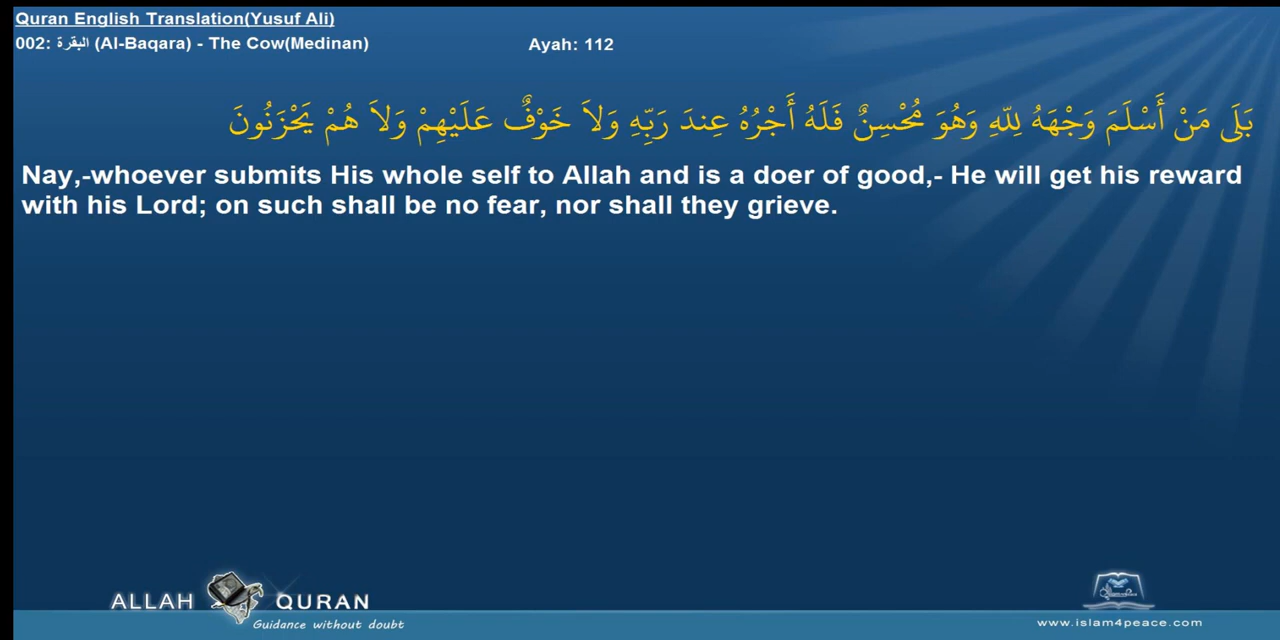 Quran English Translation(Yusuf Ali)
002: البقرة (Al-Baqara) - The Cow(Medinan) Ayah: 112
بَلَى مَنْ أَسْلَمَ وَجْهَهُ لِلّهِ وَهُوَ مُحْسِنٌ فَلَهُ أَجْرُهُ عِندَ رَبِّهِ وَلاَ خَوْفٌ عَلَيْهِمْ وَلاَ هُمْ يَحْزَنُونَ
Nay,-whoever submits His whole self to Allah and is a doer of good,- He will get his reward
with his Lord; on such shall be no fear, nor shall they grieve.
ALLAH QURAN
Guidance without doubt
www.islam4peace.com